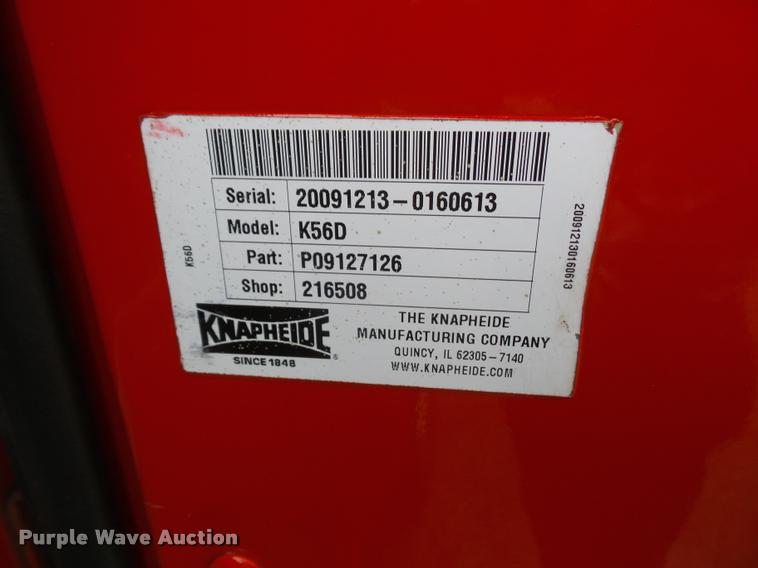 Serial: 20091213-0160613
Model: K56D
Part: P09127126
Shop: 216508
K56D
200912130160613
KNAPHEIDE
®
SINCE 1848
THE KNAPHEIDE
MANUFACTURING COMPANY
QUINCY, IL 62305-7140
WWW.KNAPHEIDE.COM
Purple Wave Auction